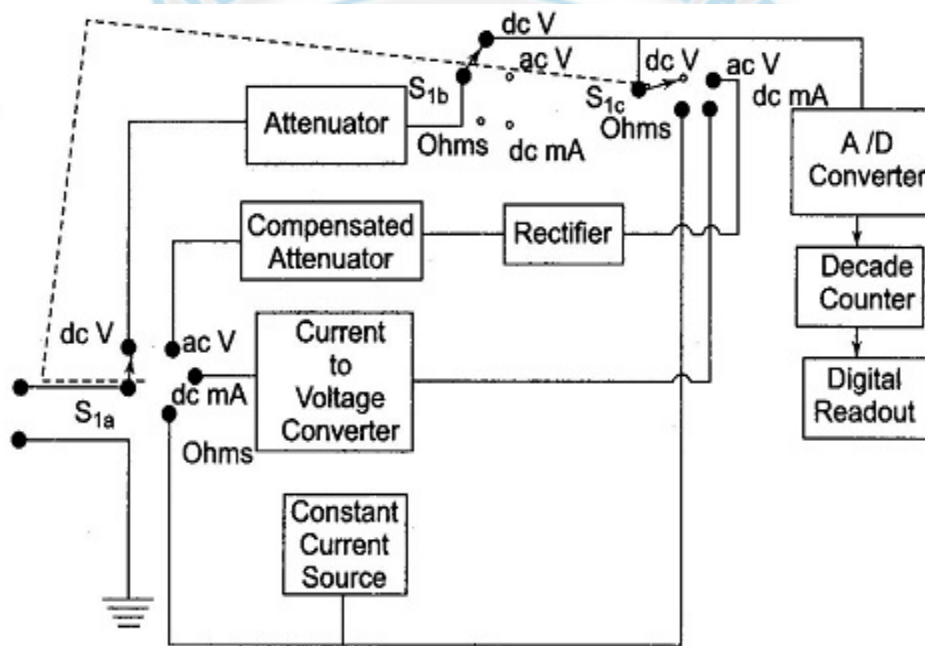 dc V
ac V
S1b
dc V
ac V
S1c
dc mA
Ohms
Attenuator
Ohms
dc mA
A /D
Converter
Compensated
Attenuator
Rectifier
Decade
Counter
dc V
ac V
Current
to
Voltage
Converter
dc mA
S1a
Digital
Readout
Ohms
Constant
Current
Source